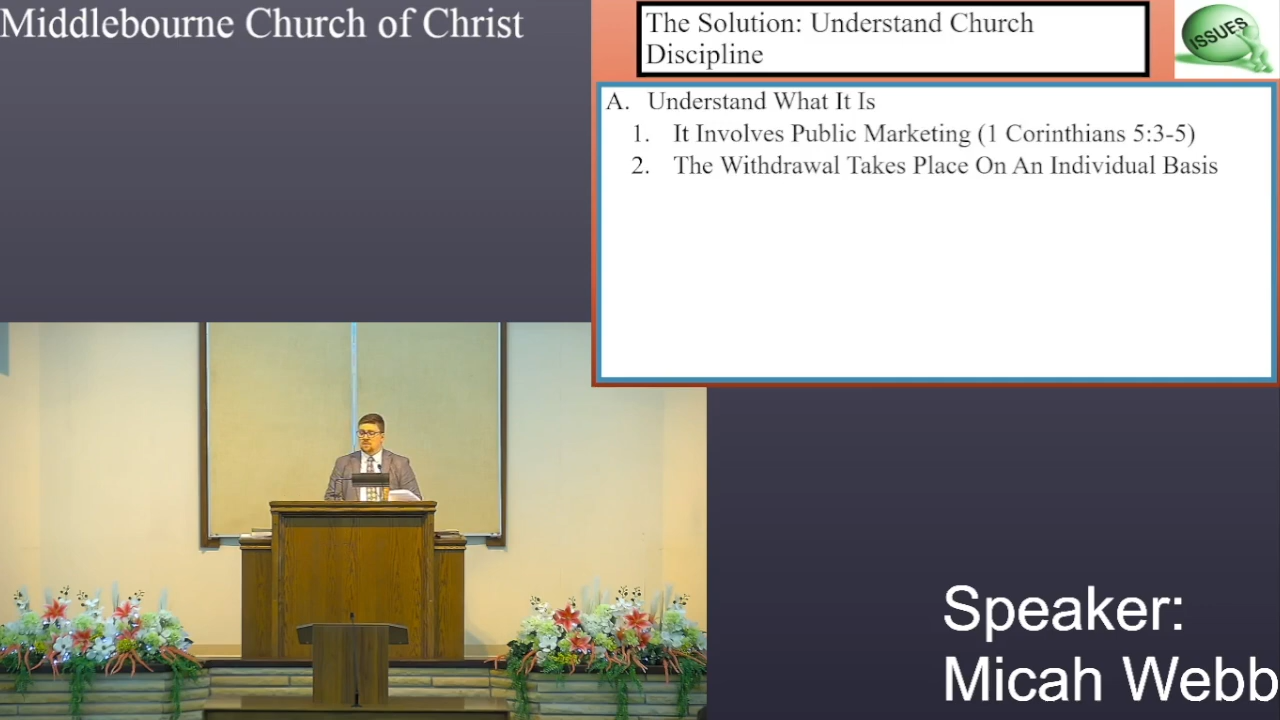 Middlebourne Church of Christ
The Solution: Understand Church
Discipline
ISSUES
A. Understand What It Is
1. It Involves Public Marketing (1 Corinthians 5:3-5)
2. The Withdrawal Takes Place On An Individual Basis
Speaker:
Micah Webb